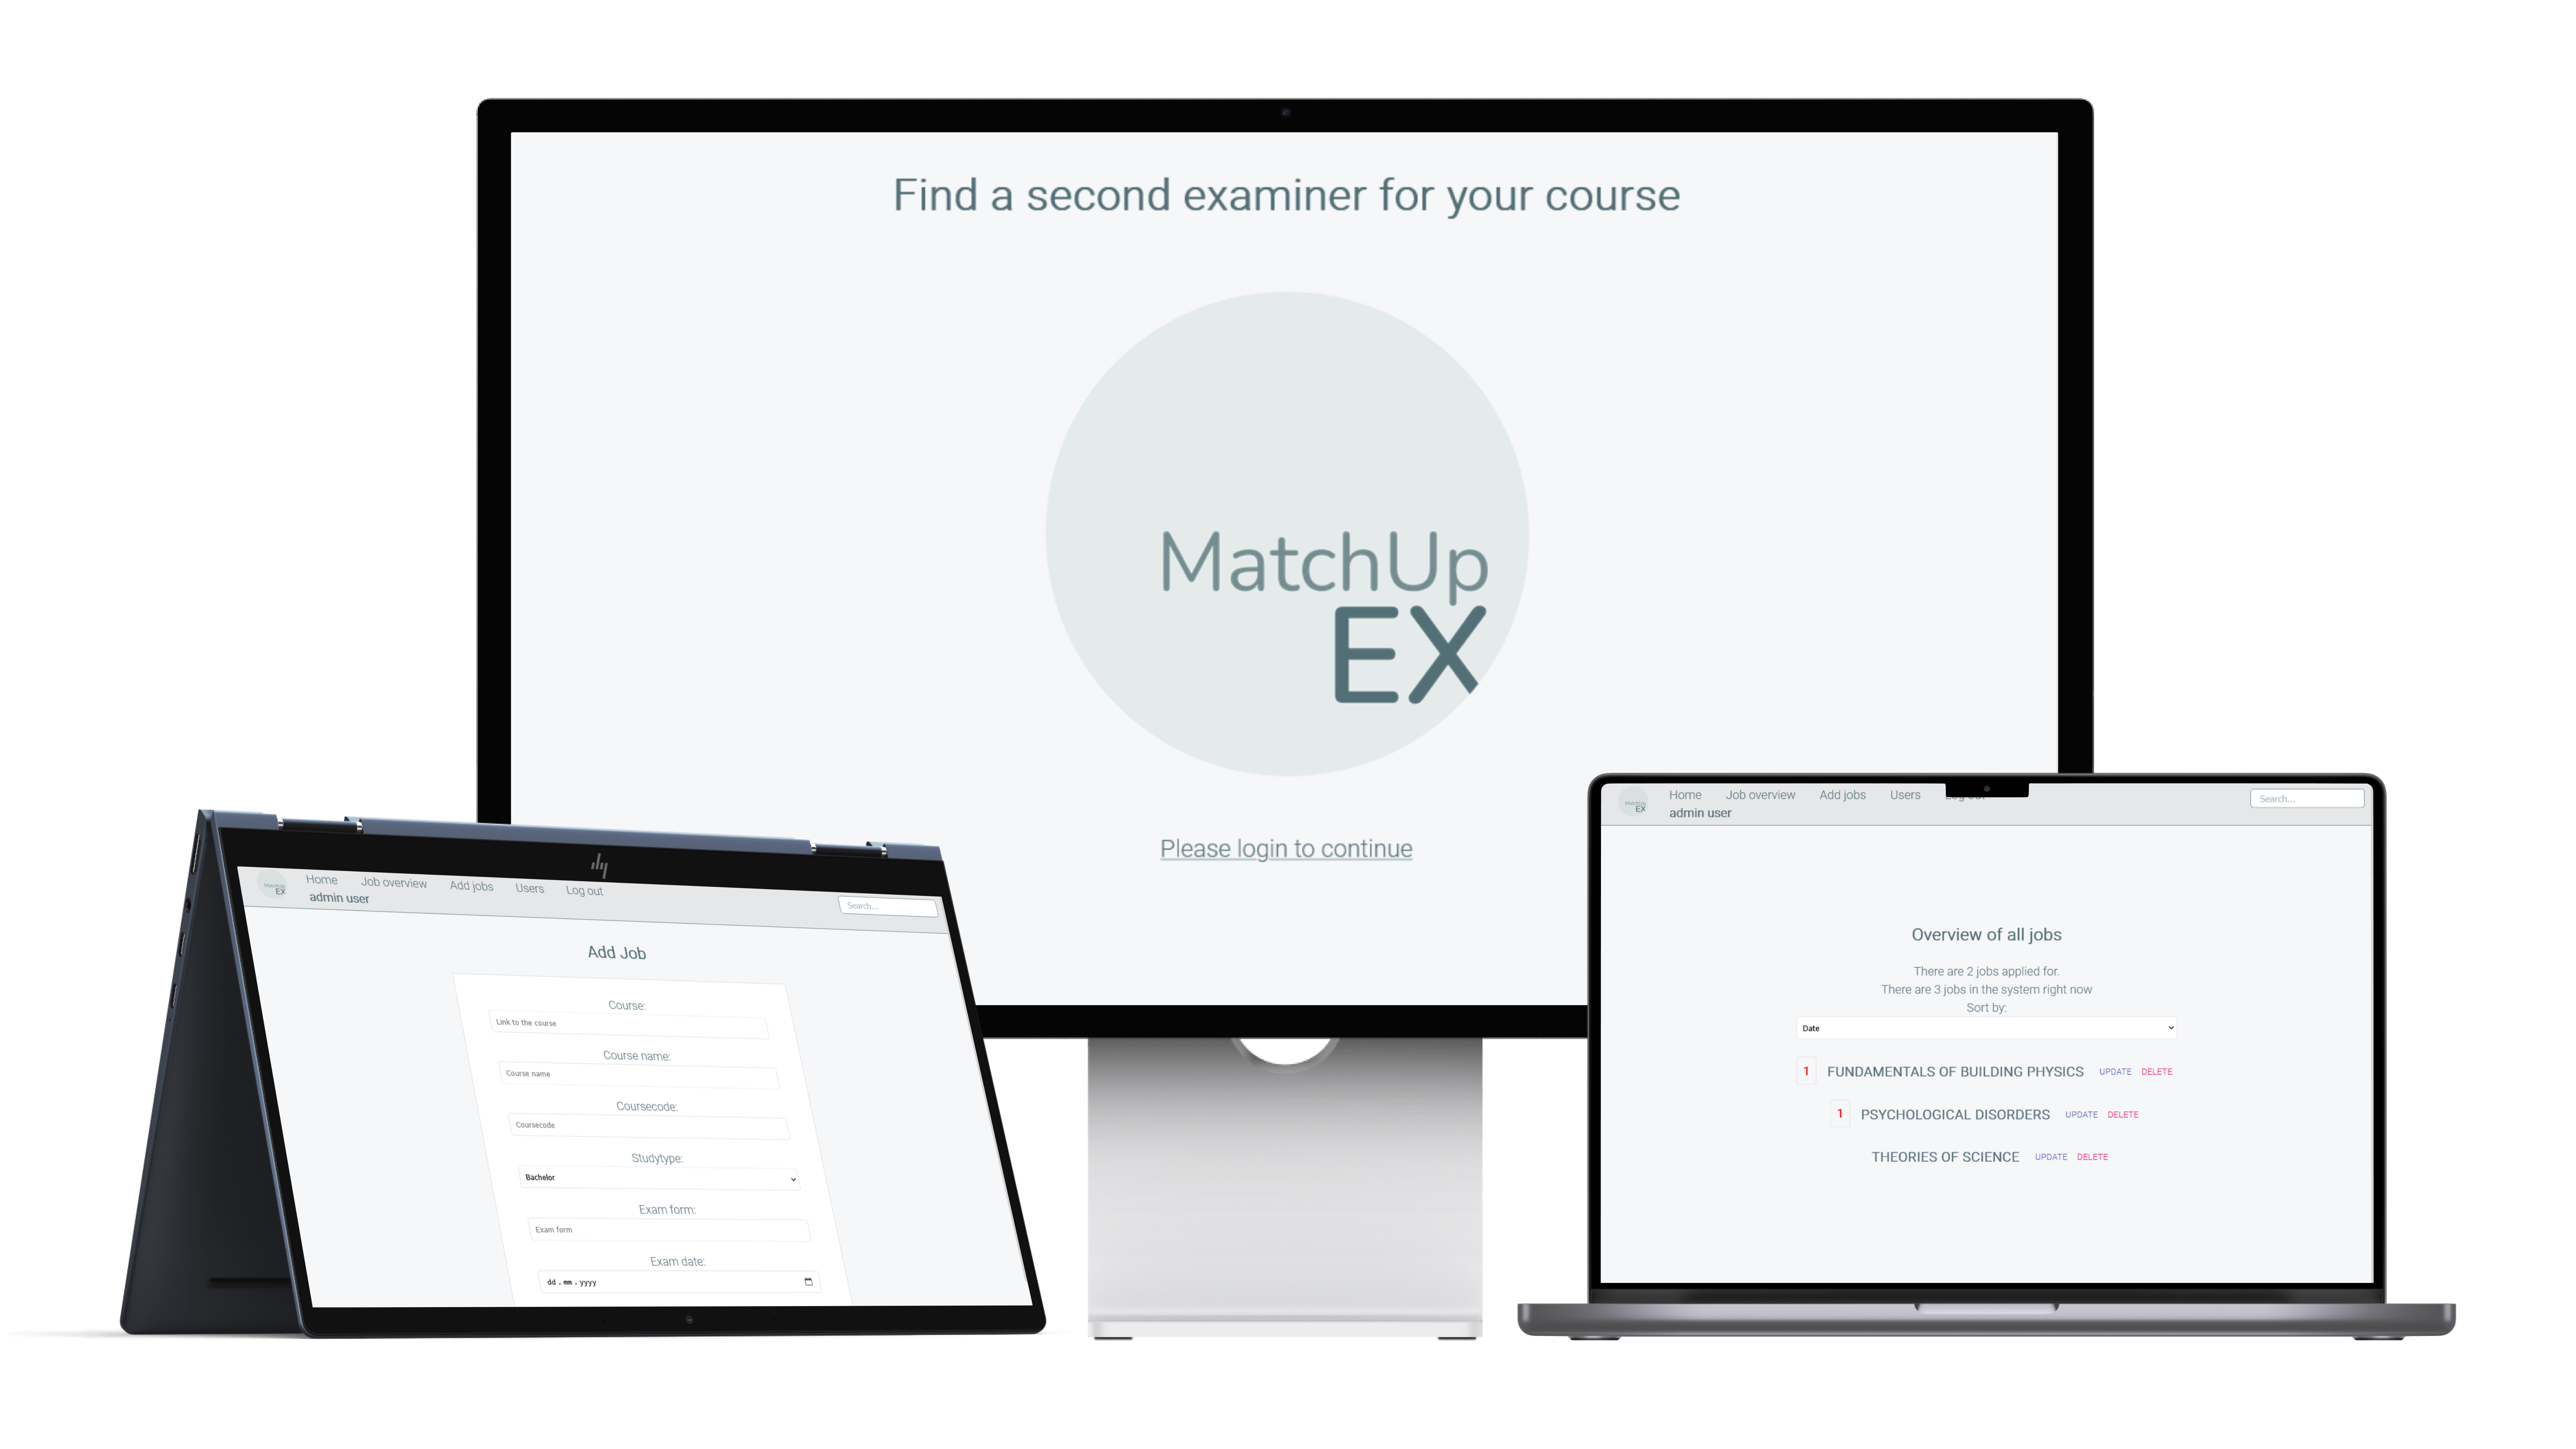 Find a second examiner for your course
MatchUp
EX
Please login to continue
MatchUp
EX
Home Job overview Add jobs Users Log out
admin user
Search...
Add Job
Course:
Link to the course
Course name:
Course name
Coursecode:
Coursecode
Studytype:
Bachelor
Exam form:
Exam form
Exam date:
dd.mm.yyyy
MatchUp
EX
Home Job overview Add jobs Users
admin user
Search...
Overview of all jobs
There are 2 jobs applied for.
There are 3 jobs in the system right now
Sort by:
Date
1 FUNDAMENTALS OF BUILDING PHYSICS UPDATE DELETE
1 PSYCHOLOGICAL DISORDERS UPDATE DELETE
THEORIES OF SCIENCE UPDATE DELETE